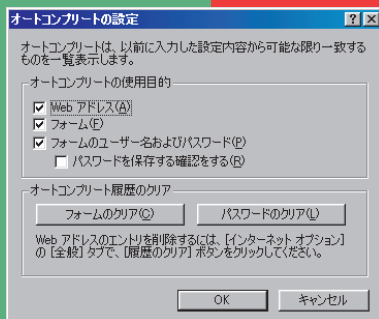 オートコンプリートの設定
オートコンプリートは、以前に入力した設定内容から可能な限り一致する
ものを一覧表示します。
オートコンプリートの使用目的
Web アドレス(A)
フォーム(F)
フォームのユーザー名およびパスワード(P)
パスワードを保存する確認をする(R)
オートコンプリート履歴のクリア
フォームのクリア(C) パスワードのクリア(L)
Web アドレスのエントリを削除するには、[インターネット オプション]
の [全般] タブで、[履歴のクリア] ボタンをクリックしてください。
OK キャンセル